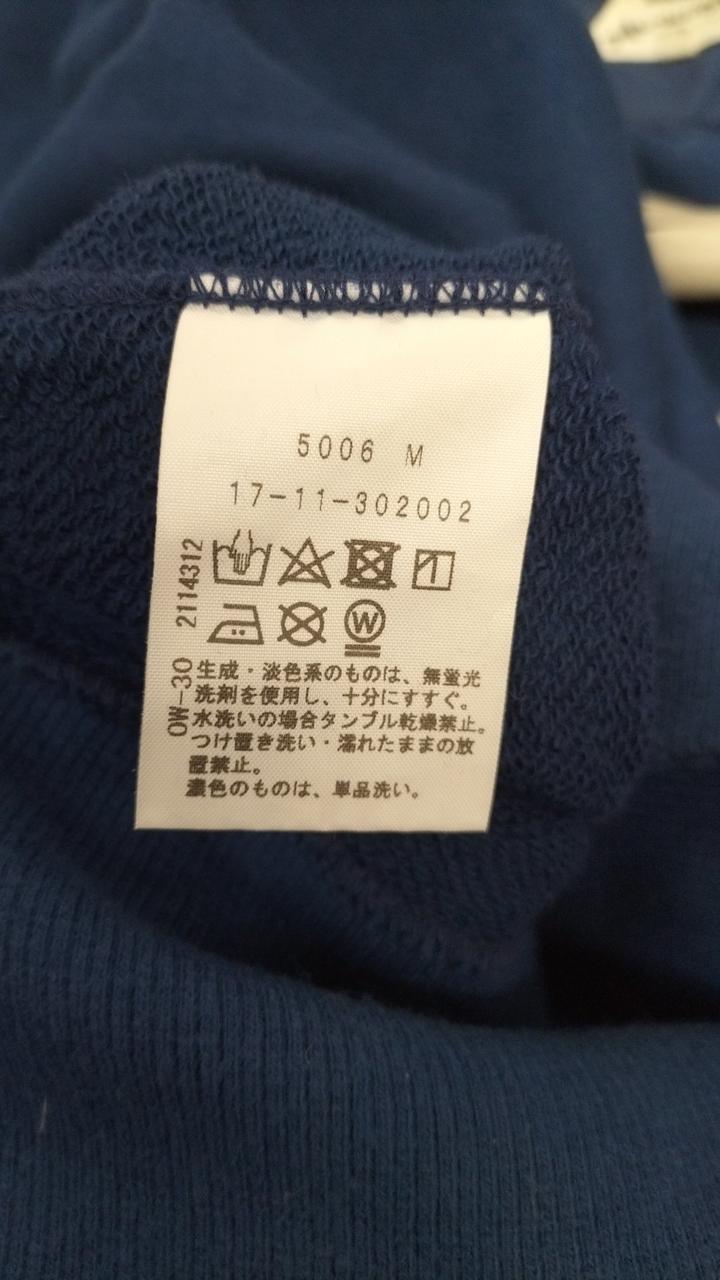 5006 M
17-11-302002
2114312
W
OW-30
生成・淡色系のものは、無蛍光
洗剤を使用し、十分にすすぐ。
水洗いの場合タンブル乾燥禁止。
つけ置き洗い・濡れたままの放
置禁止。
濃色のものは、単品洗い。